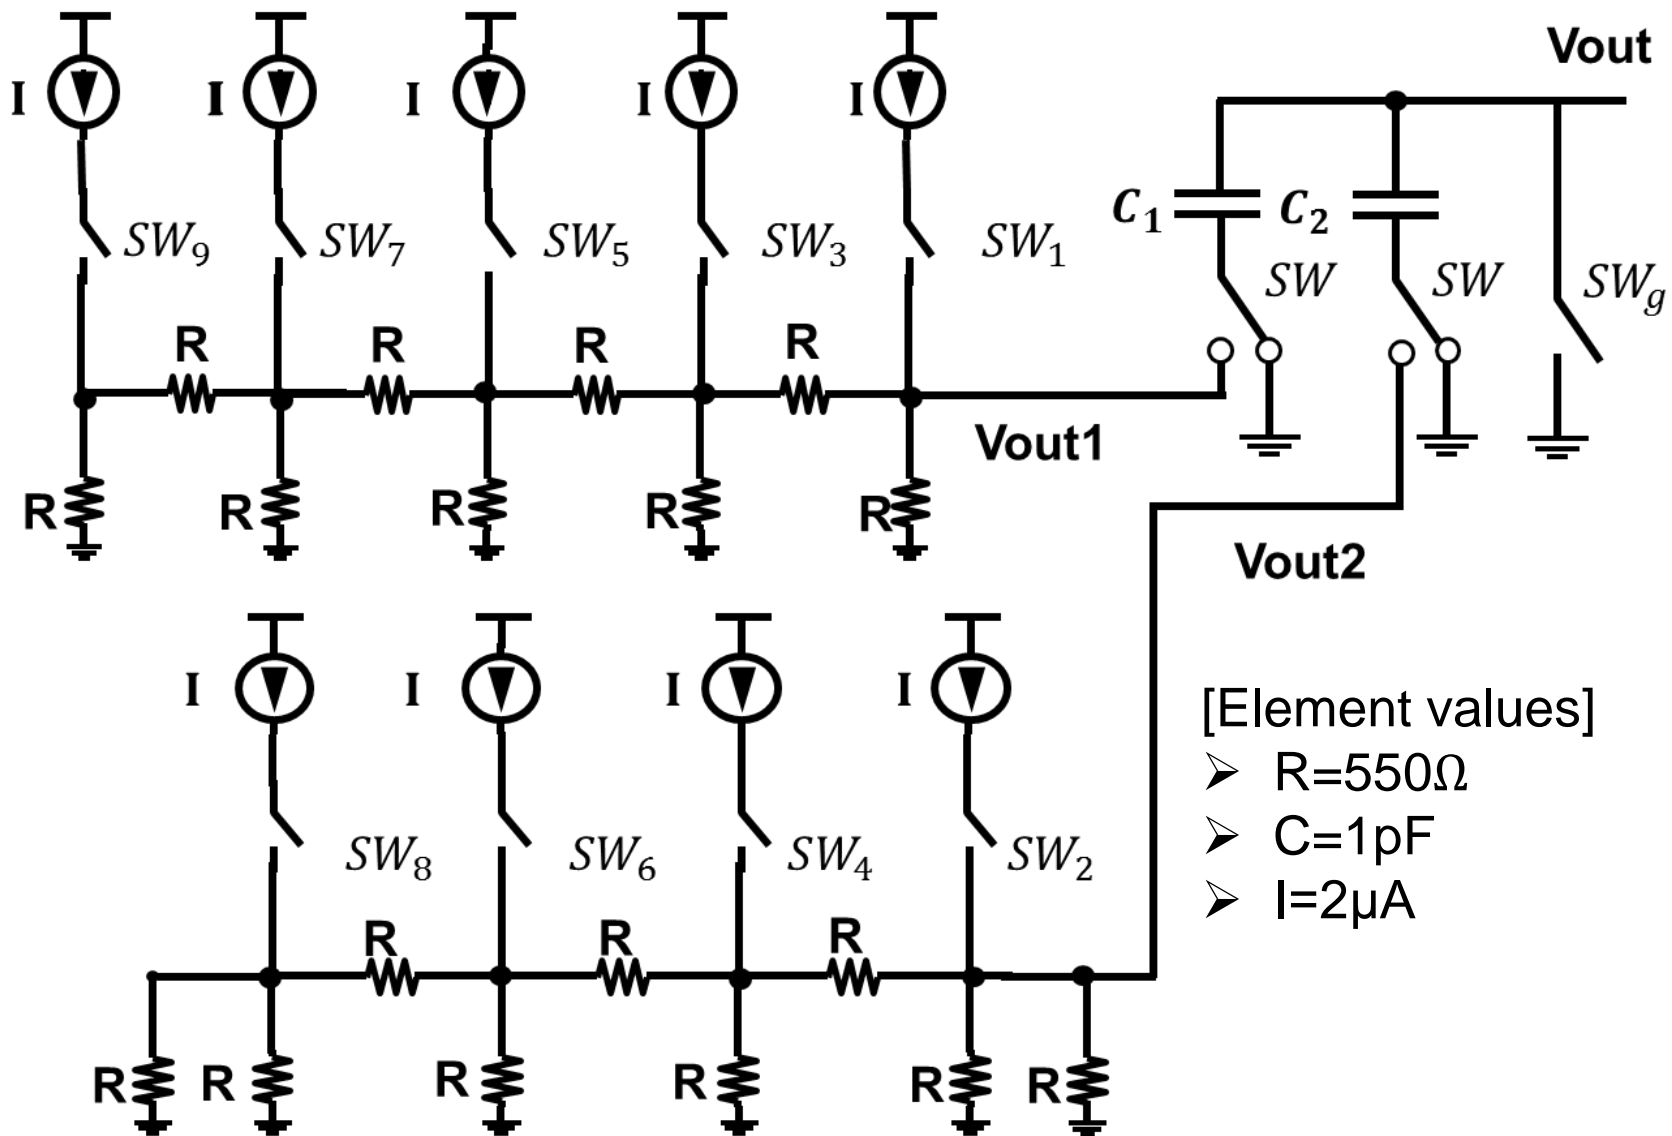 Vout
I I I I I
C₁ C₂
SW₉ SW₇ SW₅ SW₃ SW₁ SW SW SW_g
R R R R
Vout1
R R R R R
Vout2
I I I I
[Element values]
➢ R=550Ω
➢ C=1pF
➢ I=2µA
SW₈ SW₆ SW₄ SW₂
R R R
R R R R R R